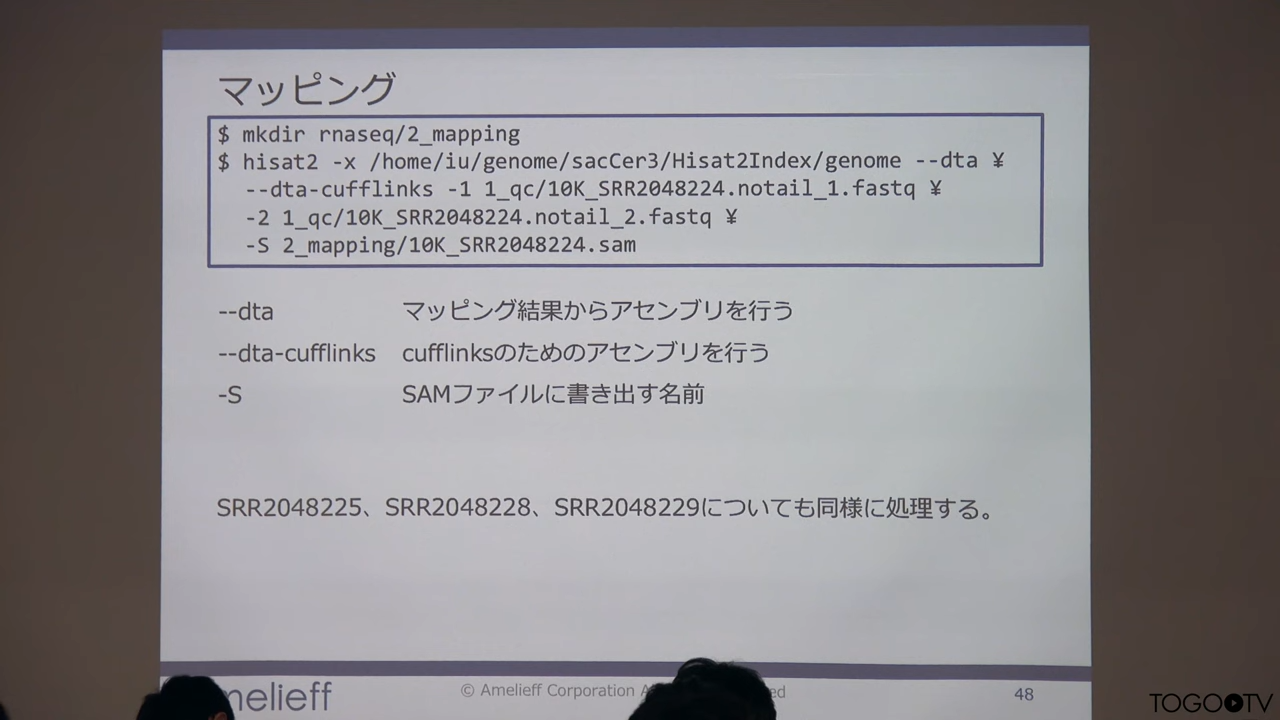 マッピング
$ mkdir rnaseq/2_mapping
$ hisat2 -x /home/iu/genome/sacCer3/Hisat2Index/genome --dta ¥
--dta-cufflinks -1 1_qc/10K_SRR2048224.notail_1.fastq ¥
-2 1_qc/10K_SRR2048224.notail_2.fastq ¥
-S 2_mapping/10K_SRR2048224.sam
--dta マッピング結果からアセンブリを行う
--dta-cufflinks cufflinksのためのアセンブリを行う
-S SAMファイルに書き出す名前
SRR2048225、SRR2048228、SRR2048229についても同様に処理する。
melieff
© Amelieff Corporation
48
TOGOTV